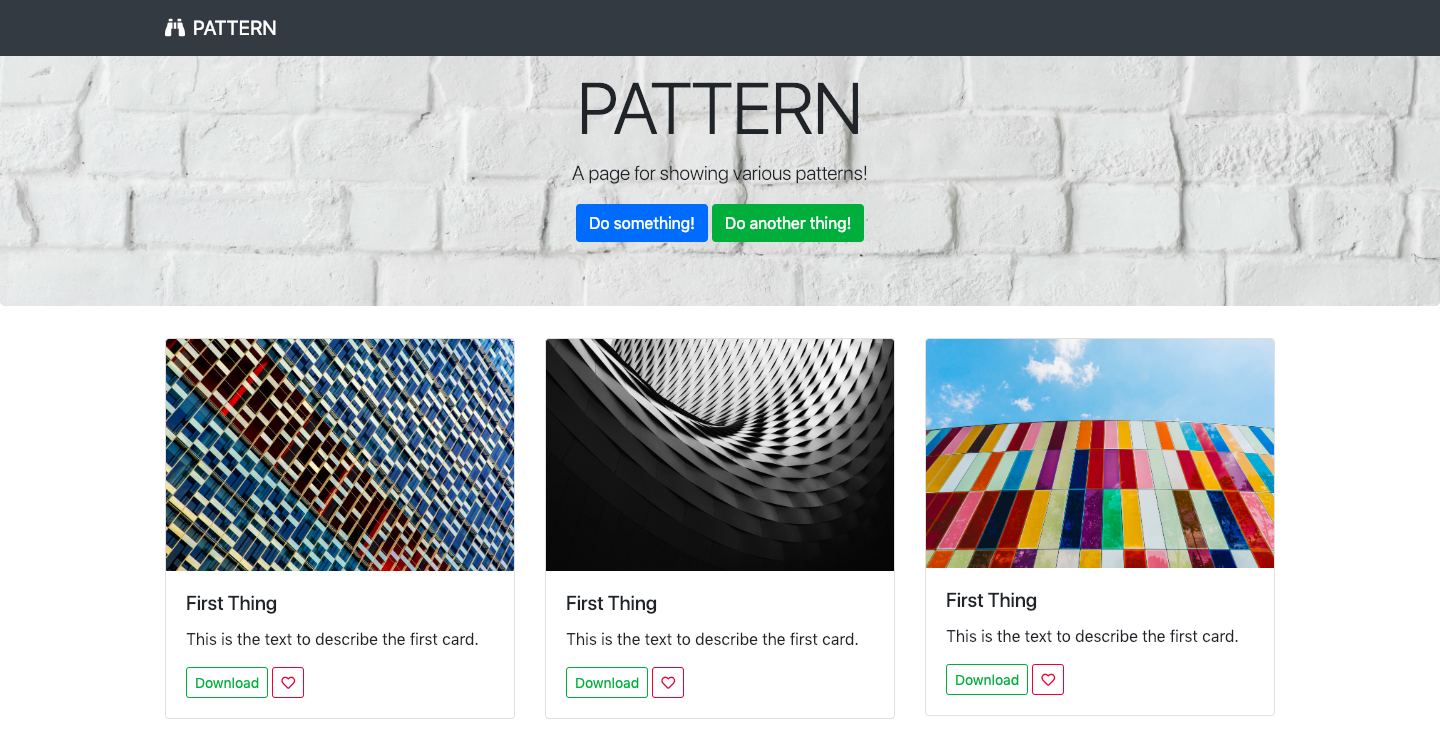 PATTERN
PATTERN
A page for showing various patterns!
Do something! Do another thing!
First Thing
This is the text to describe the first card.
Download
First Thing
This is the text to describe the first card.
Download
First Thing
This is the text to describe the first card.
Download